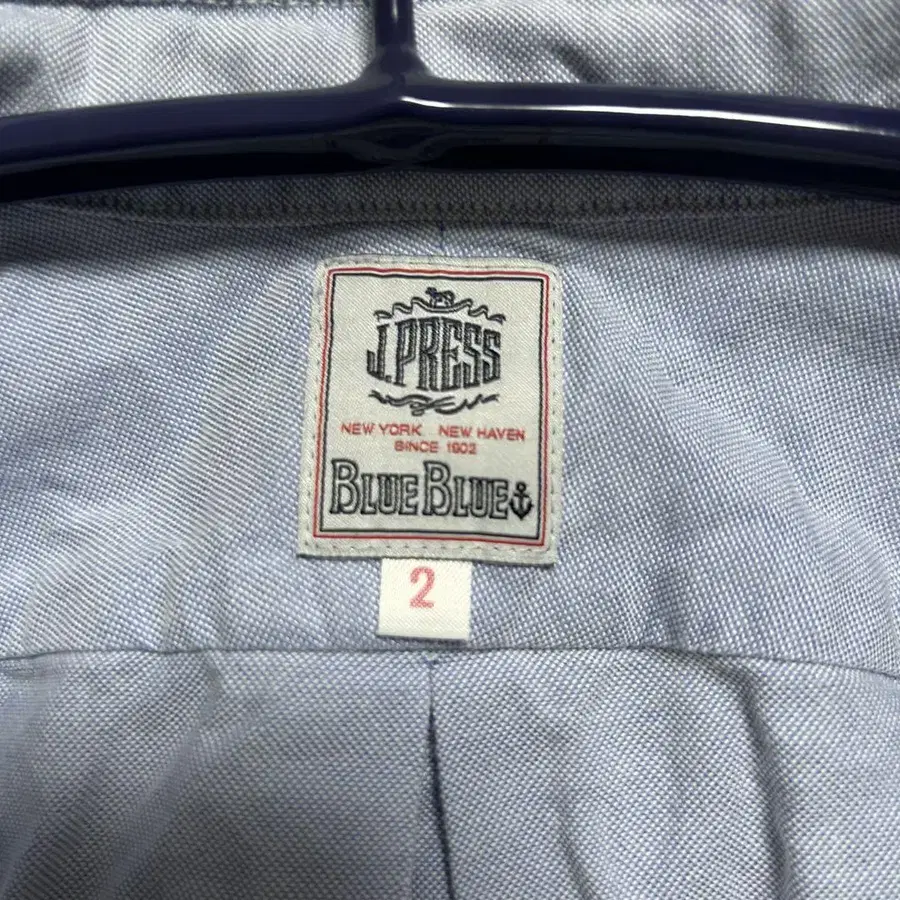 J.PRESS
NEW YORK NEW HAVEN
SINCE 1902
BLUE BLUE
2